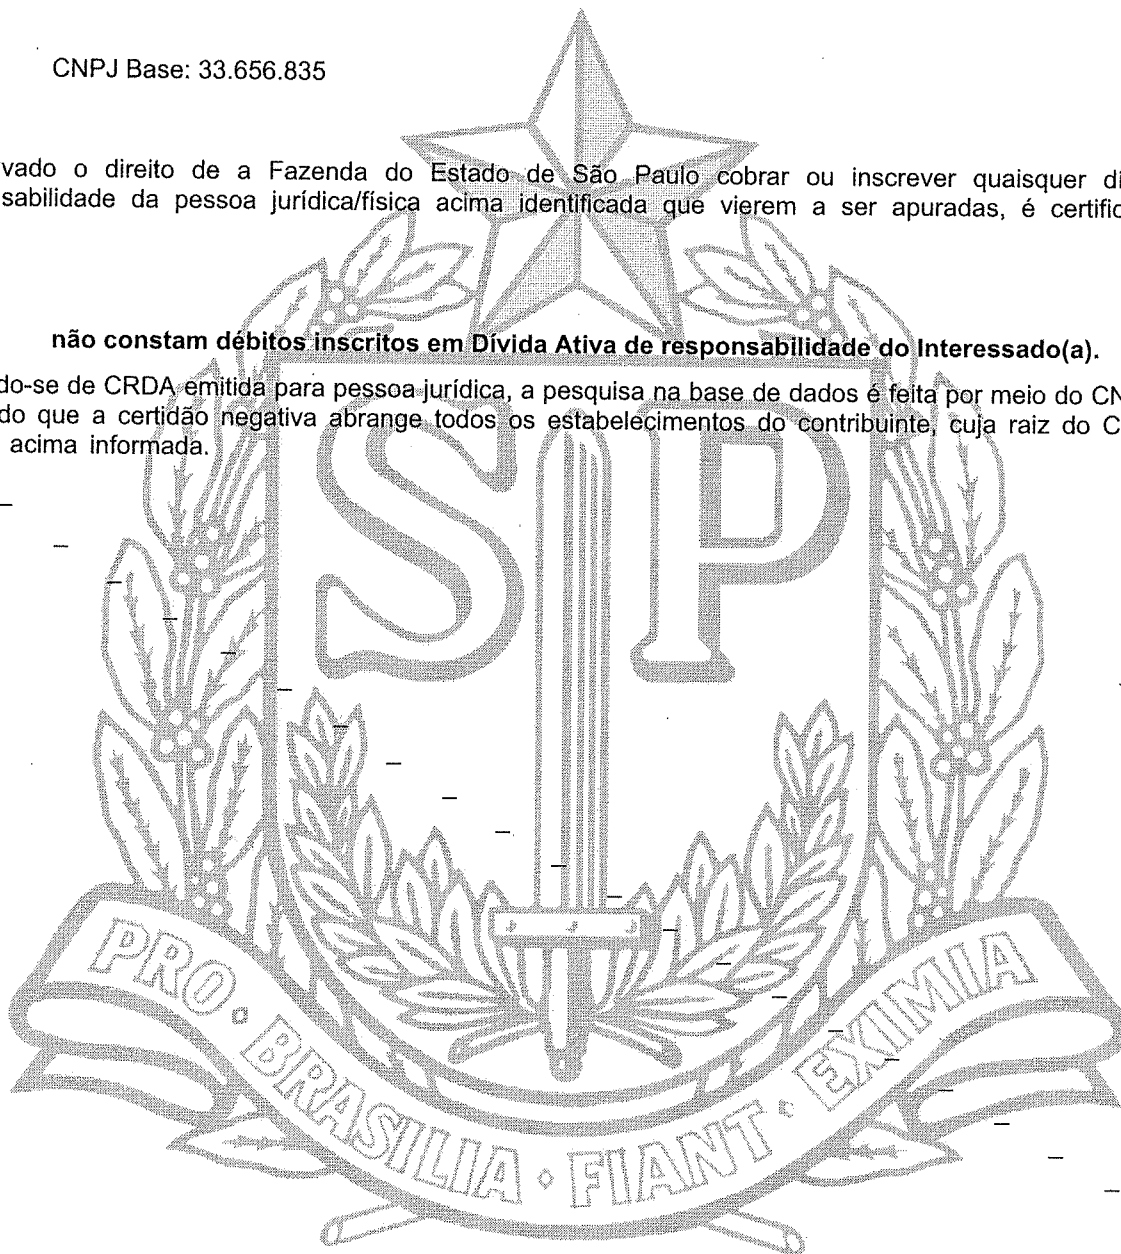 CNPJ Base: 33.656.835
vado o direito de a Fazenda do Estado de São Paulo cobrar ou inscrever quaisquer di
sabilidade da pessoa jurídica/física acima identificada que vierem a ser apuradas, é certific
não constam débitos inscritos em Dívida Ativa de responsabilidade do Interessado(a).
do-se de CRDA emitida para pessoa jurídica, a pesquisa na base de dados é feita por meio do CN
do que a certidão negativa abrange todos os estabelecimentos do contribuinte, cuja raiz do C
acima informada.
SP
PRO · BRASILIA · FIANT · EXIMIA